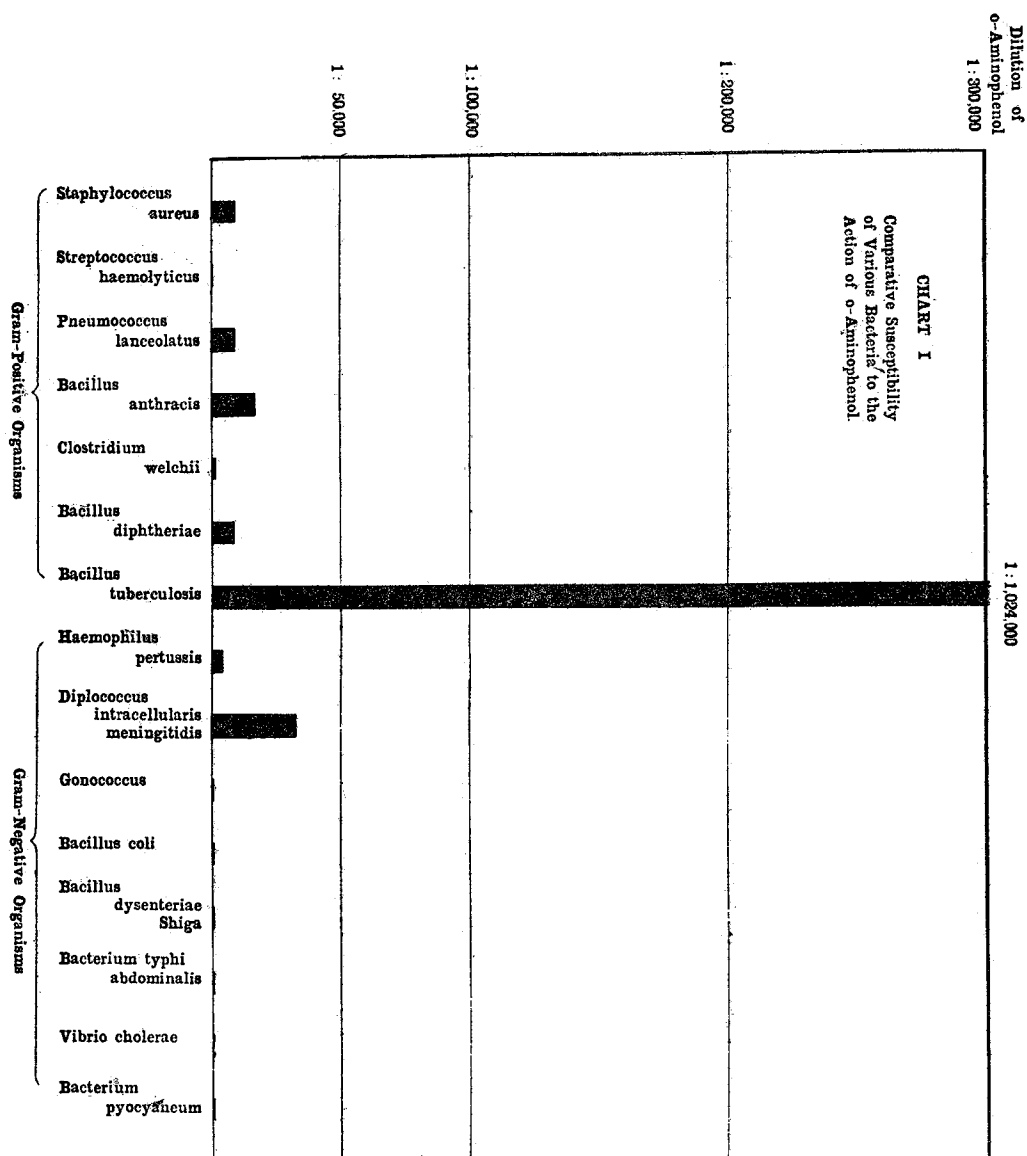 Dilution of
o-Aminophenol
1:300,000
1:200,000
1:100,000
1: 50,000
CHART I
Comparative Susceptibility
of Various Bacteria to the
Action of o-Aminophenol.
1:1,024,000
Gram-Positive Organisms
Staphylococcus
aureus
Streptococcus
haemolyticus
Pneumococcus
lanceolatus
Bacillus
anthracis
Clostridium
welchii
Bacillus
diphtheriae
Bacillus
tuberculosis
Gram-Negative Organisms
Haemophilus
pertussis
Diplococcus
intracellularis
meningitidis
Gonococcus
Bacillus coli
Bacillus
dysenteriae
Shiga
Bacterium typhi
abdominalis
Vibrio cholerae
Bacterium
pyocyaneum